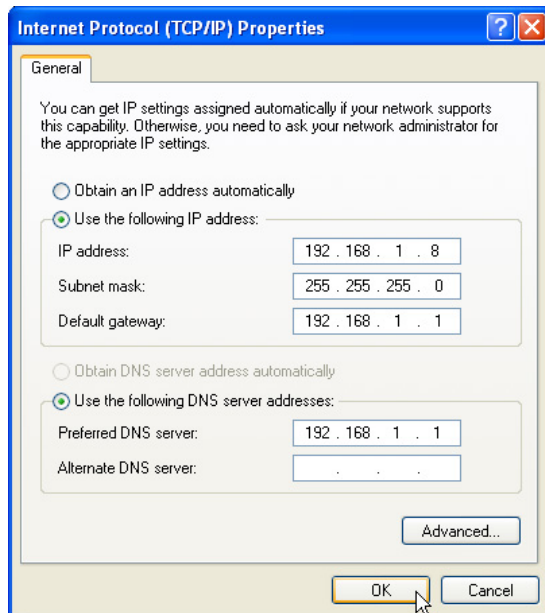 Internet Protocol (TCP/IP) Properties
General
You can get IP settings assigned automatically if your network supports
this capability. Otherwise, you need to ask your network administrator for
the appropriate IP settings.
Obtain an IP address automatically
Use the following IP address:
IP address: 192 . 168 . 1 . 8
Subnet mask: 255 . 255 . 255 . 0
Default gateway: 192 . 168 . 1 . 1
Obtain DNS server address automatically
Use the following DNS server addresses:
Preferred DNS server: 192 . 168 . 1 . 1
Alternate DNS server: . . .
Advanced...
OK Cancel